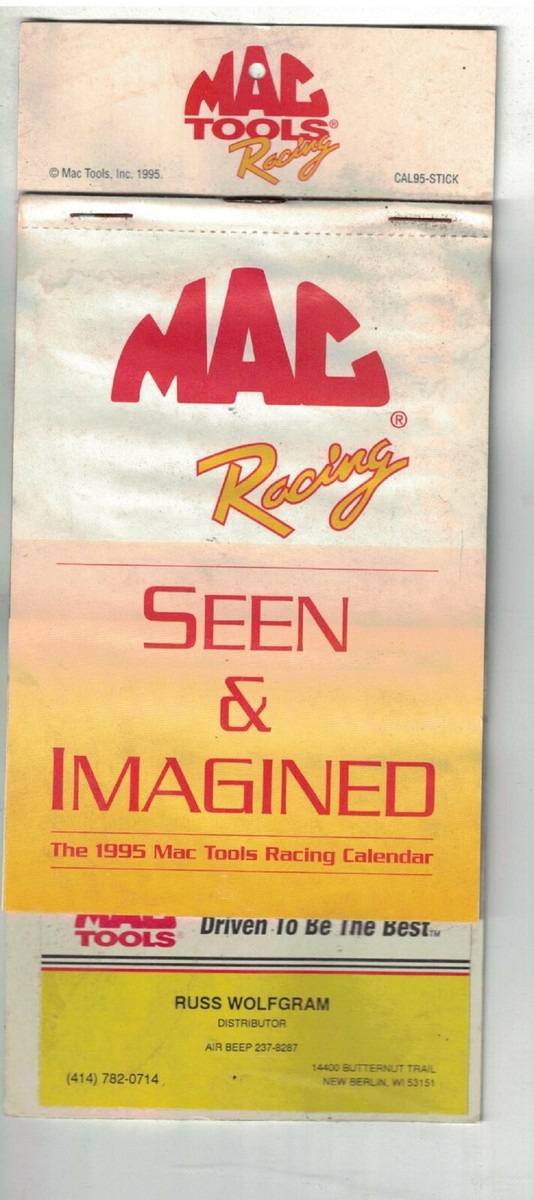 MAC
TOOLS®
Racing
© Mac Tools, Inc. 1995.
CAL95-STICK
MAC®
Racing
SEEN
&
IMAGINED
The 1995 Mac Tools Racing Calendar
MAC
TOOLS®
Driven To Be The Best™
RUSS WOLFGRAM
DISTRIBUTOR
AIR BEEP 237-8287
(414) 782-0714
14400 BUTTERNUT TRAIL
NEW BERLIN, WI 53151